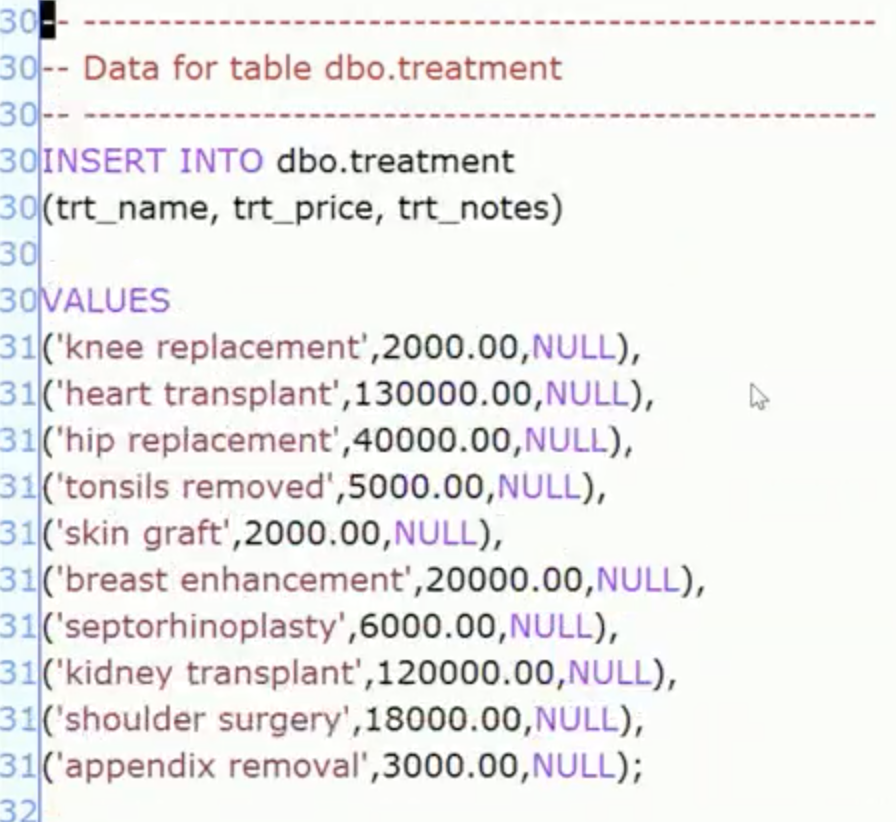 30-- --------------------------------------------------
30-- Data for table dbo.treatment
30-- --------------------------------------------------
30INSERT INTO dbo.treatment
30(trt_name, trt_price, trt_notes)
30
30VALUES
31('knee replacement',2000.00,NULL),
31('heart transplant',130000.00,NULL),
31('hip replacement',40000.00,NULL),
31('tonsils removed',5000.00,NULL),
31('skin graft',2000.00,NULL),
31('breast enhancement',20000.00,NULL),
31('septorhinoplasty',6000.00,NULL),
31('kidney transplant',120000.00,NULL),
31('shoulder surgery',18000.00,NULL),
31('appendix removal',3000.00,NULL);
32